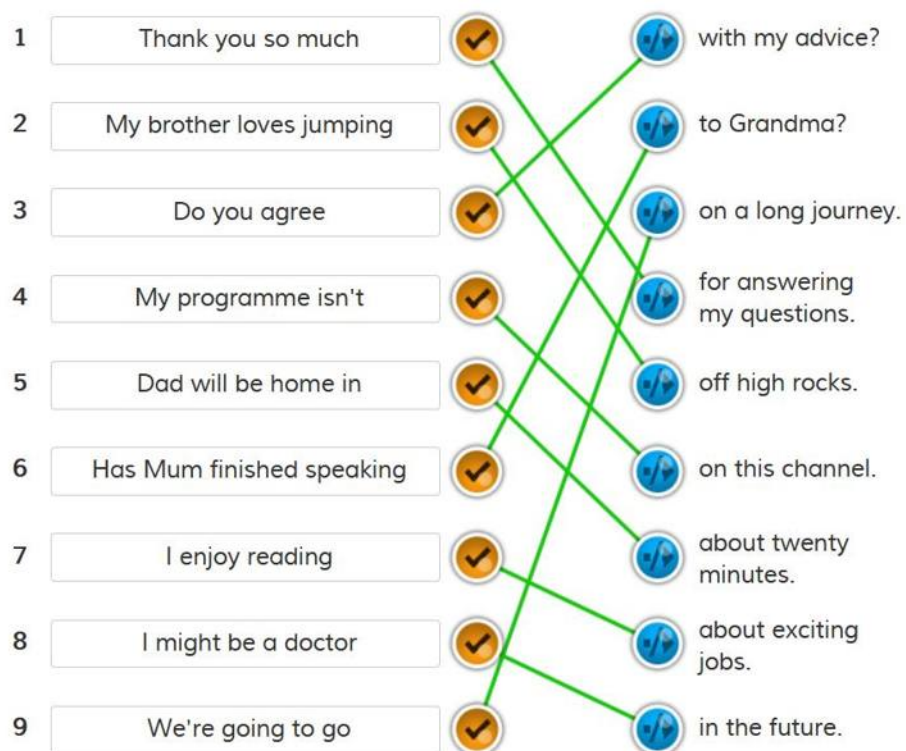 1 Thank you so much with my advice?
2 My brother loves jumping to Grandma?
3 Do you agree on a long journey.
4 My programme isn't for answering
my questions.
5 Dad will be home in off high rocks.
6 Has Mum finished speaking on this channel.
7 I enjoy reading about twenty
minutes.
8 I might be a doctor about exciting
jobs.
9 We're going to go in the future.